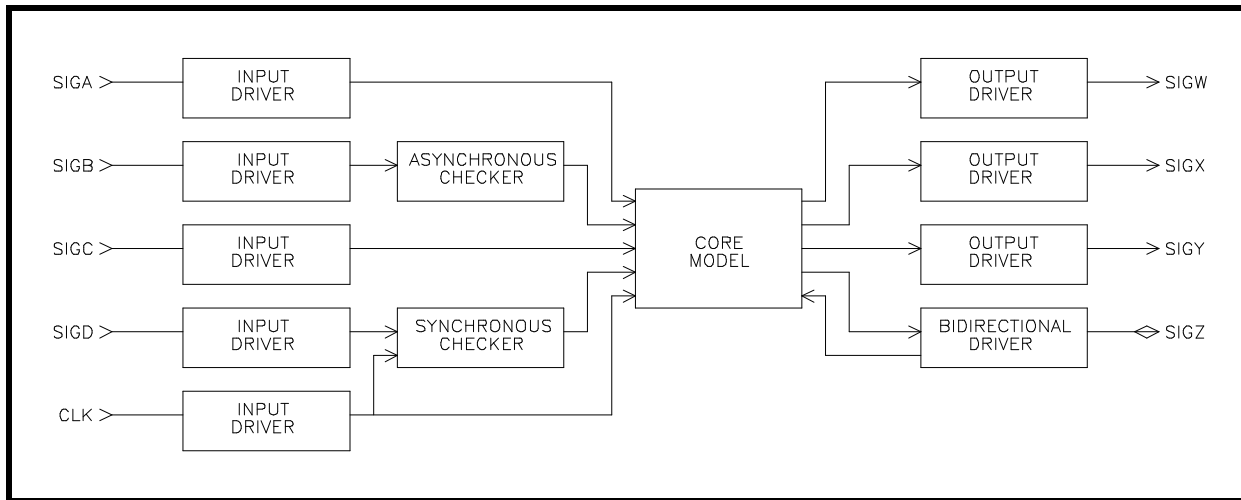 SIGA
INPUT
DRIVER
OUTPUT
DRIVER
SIGW
SIGB
INPUT
DRIVER
ASYNCHRONOUS
CHECKER
OUTPUT
DRIVER
SIGX
SIGC
INPUT
DRIVER
CORE
MODEL
OUTPUT
DRIVER
SIGY
SIGD
INPUT
DRIVER
SYNCHRONOUS
CHECKER
BIDIRECTIONAL
DRIVER
SIGZ
CLK
INPUT
DRIVER